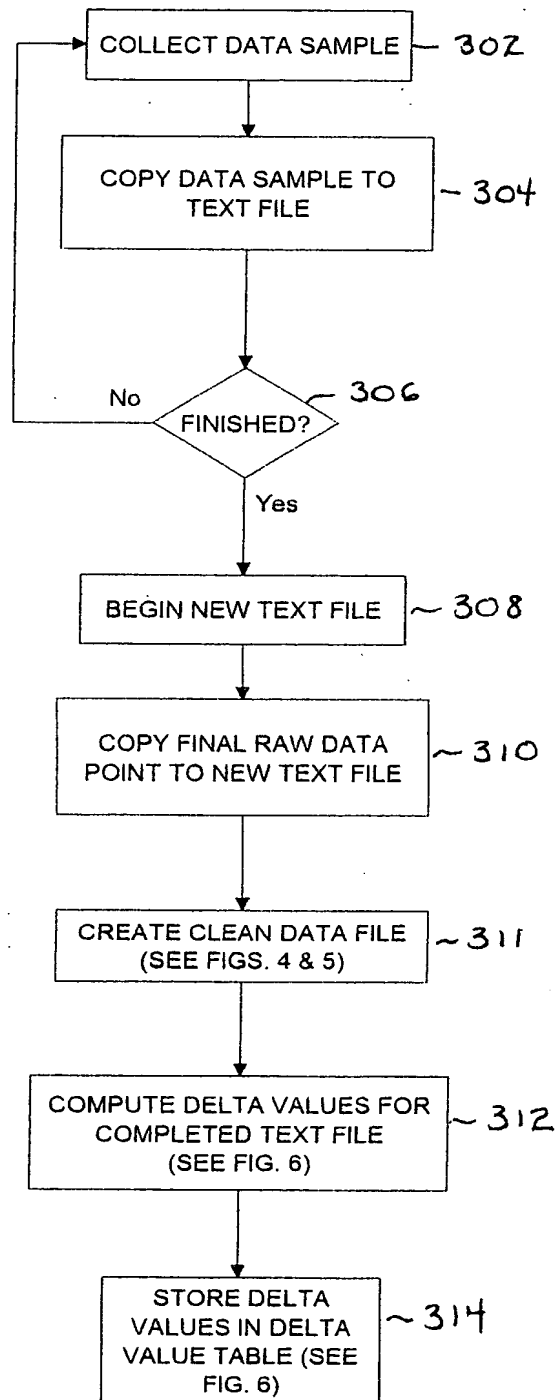 COLLECT DATA SAMPLE ~ 302
COPY DATA SAMPLE TO
TEXT FILE
~ 304
No
FINISHED?
306
Yes
BEGIN NEW TEXT FILE ~ 308
COPY FINAL RAW DATA
POINT TO NEW TEXT FILE
~ 310
CREATE CLEAN DATA FILE
(SEE FIGS. 4 & 5)
~ 311
COMPUTE DELTA VALUES FOR
COMPLETED TEXT FILE
(SEE FIG. 6)
~ 312
STORE DELTA
VALUES IN DELTA
VALUE TABLE (SEE
FIG. 6)
~ 314